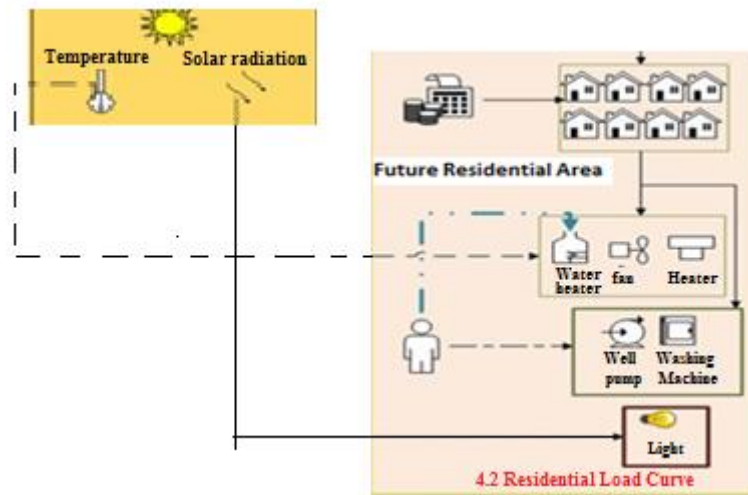 Temperature
Solar radiation
Future Residential Area
Water
heater
fan
Heater
Well
pump
Washing
Machine
Light
4.2 Residential Load Curve